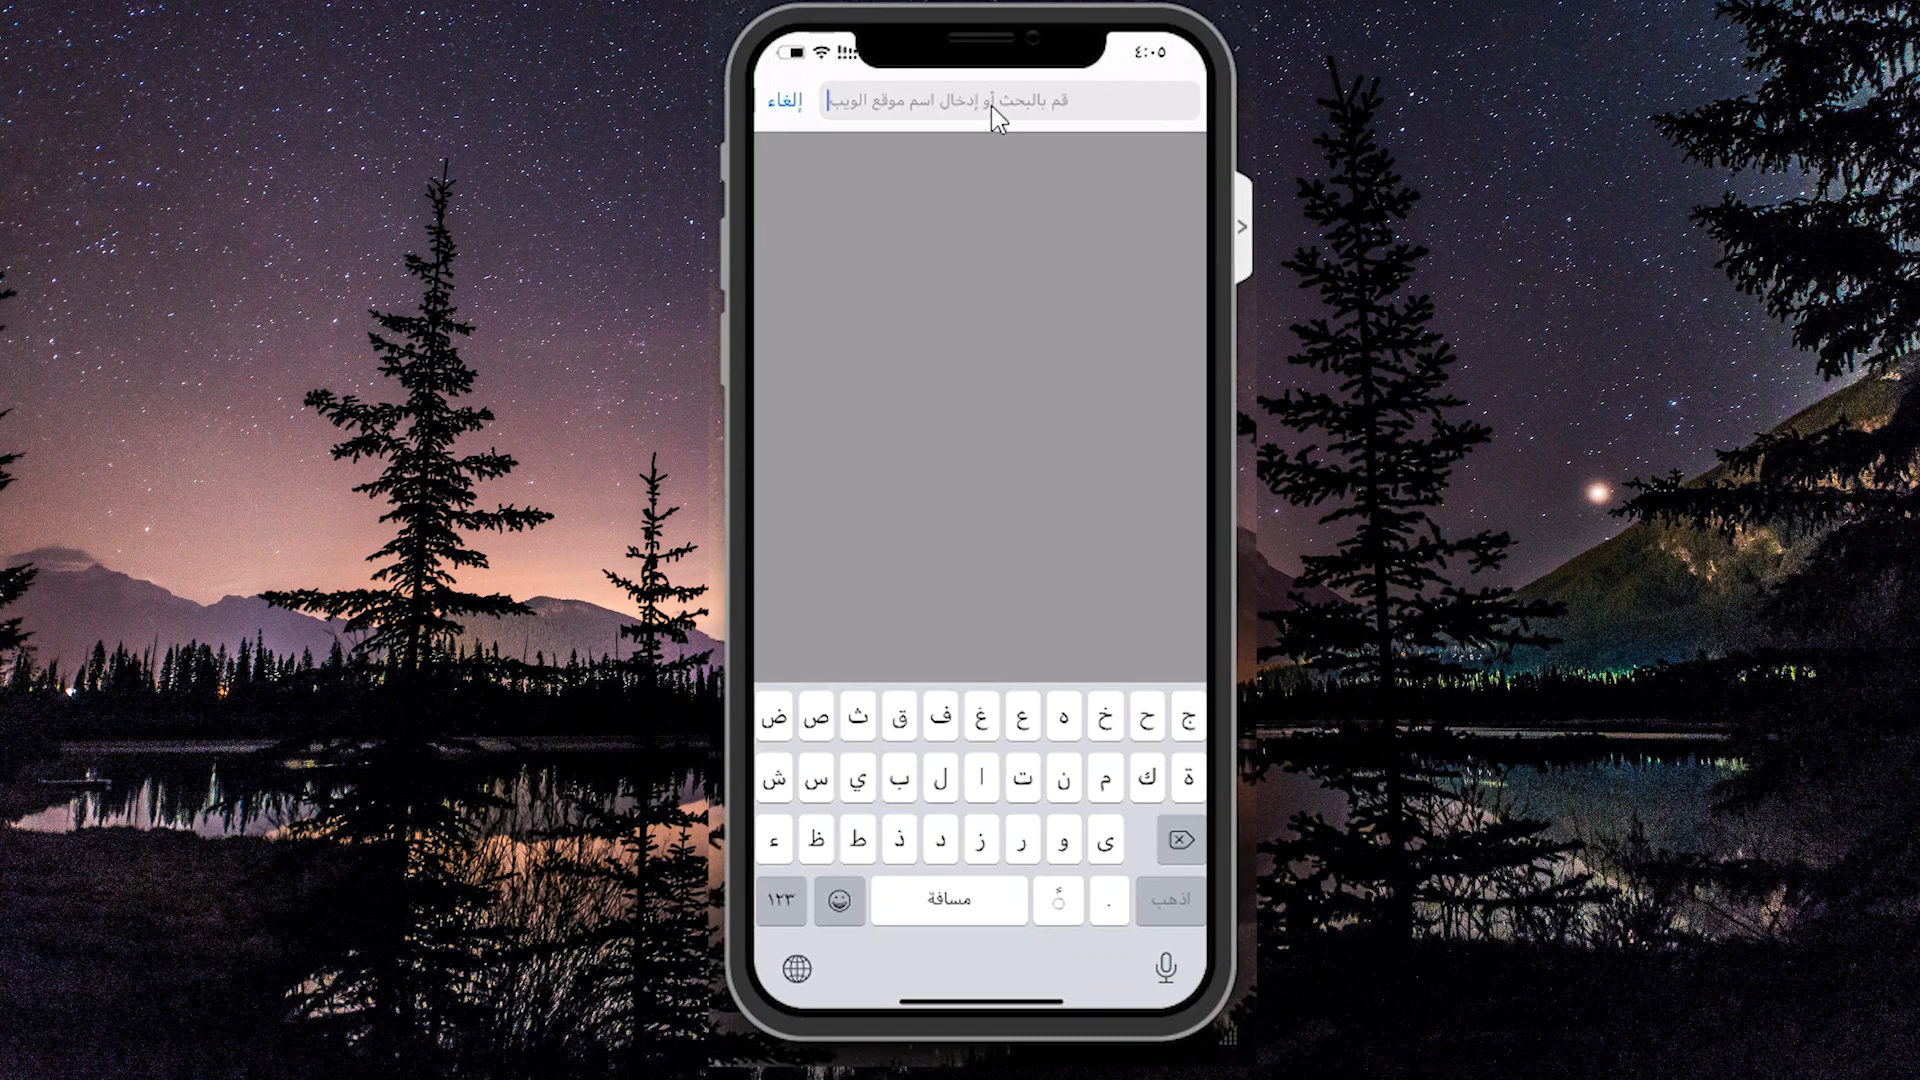 ٤:٠٥
قم بالبحث أو إدخال اسم موقع الويب
إلغاء
ض ص ث ق ف غ ع ه خ ح ج
ش س ي ب ل ا ت ن م ك ة
ء ظ ط ذ د ز ر و ى
١٢٣ مسافة . اذهب